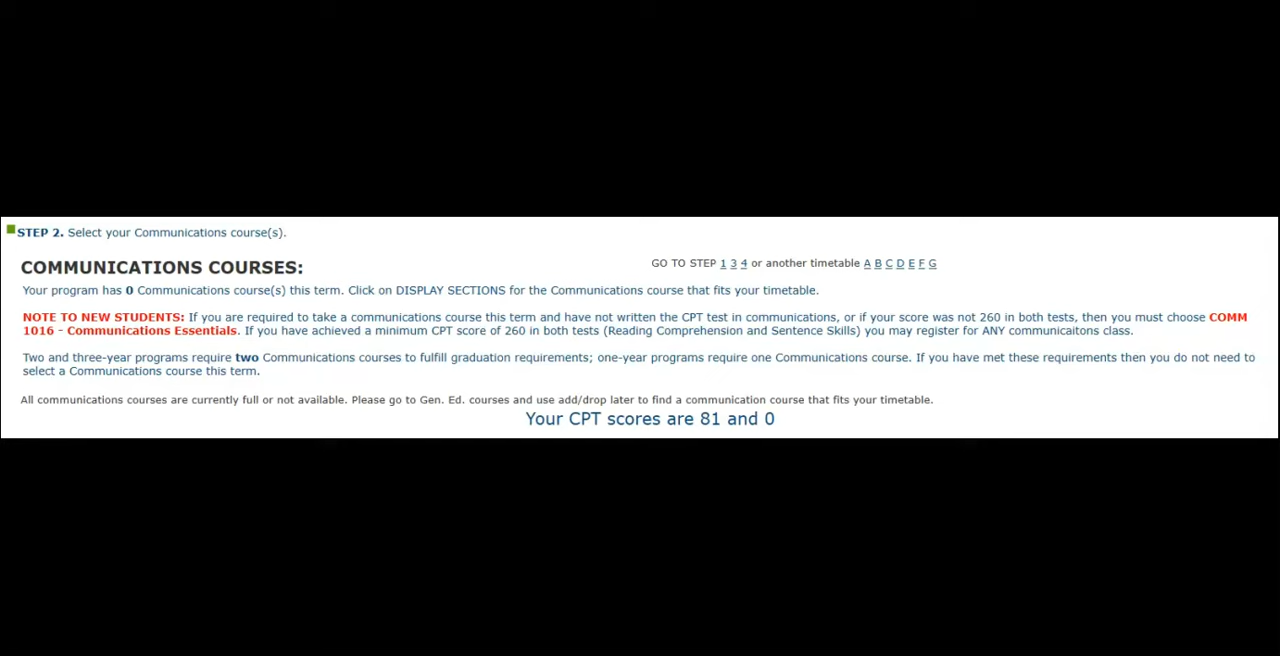 STEP 2. Select your Communications course(s).
COMMUNICATIONS COURSES:
GO TO STEP 1 3 4 or another timetable A B C D E F G
Your program has 0 Communications course(s) this term. Click on DISPLAY SECTIONS for the Communications course that fits your timetable.
NOTE TO NEW STUDENTS: If you are required to take a communications course this term and have not written the CPT test in communications, or if your score was not 260 in both tests, then you must choose COMM
1016 - Communications Essentials. If you have achieved a minimum CPT score of 260 in both tests (Reading Comprehension and Sentence Skills) you may register for ANY communicaitons class.
Two and three-year programs require two Communications courses to fulfill graduation requirements; one-year programs require one Communications course. If you have met these requirements then you do not need to
select a Communications course this term.
All communications courses are currently full or not available. Please go to Gen. Ed. courses and use add/drop later to find a communication course that fits your timetable.
Your CPT scores are 81 and 0